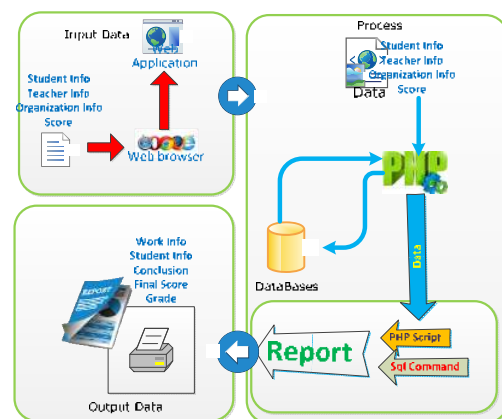 Input Data
Web
Application
Student Info
Teacher Info
Organization Info
Score
Web browser
Process
Student Info
Teacher Info
Organization Info
Score
Data
PHP
DataBases
Data
PHP Script
Sql Command
Report
Work Info
Student Info
Conclusion
Final Score
Grade
REPORT
Output Data